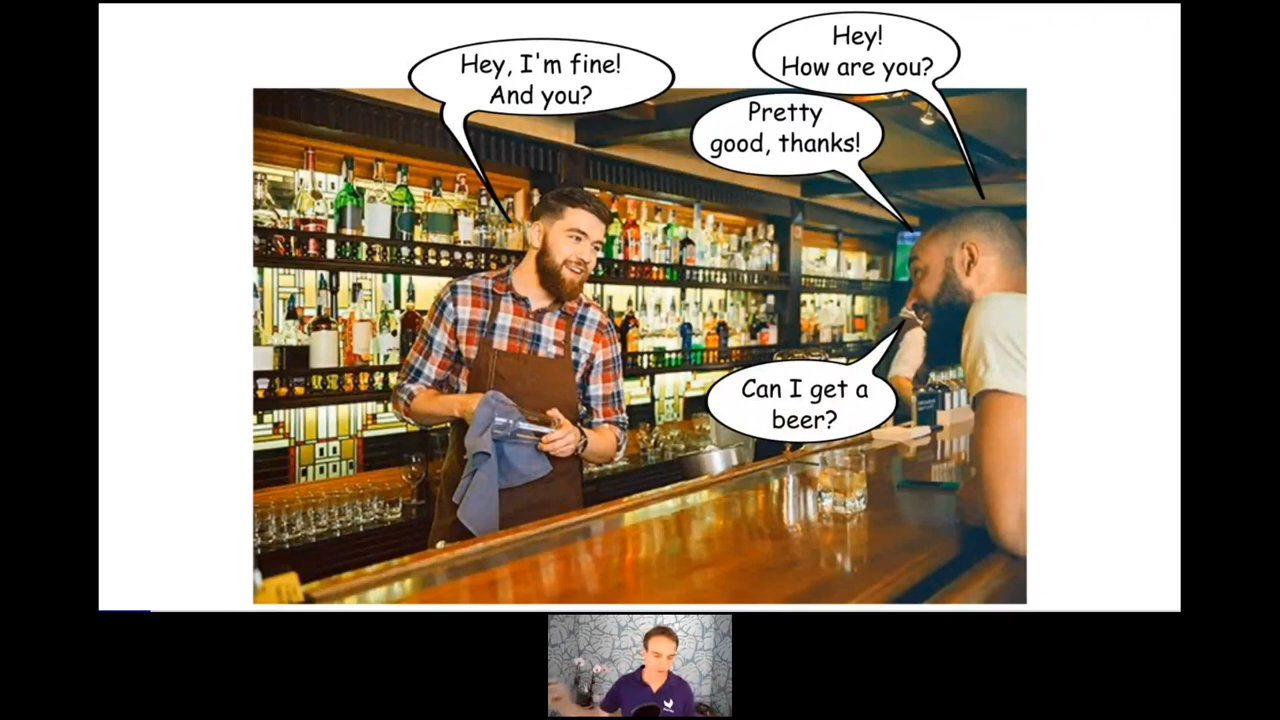 Hey!
How are you?
Hey, I'm fine!
And you?
Pretty
good, thanks!
Can I get a
beer?